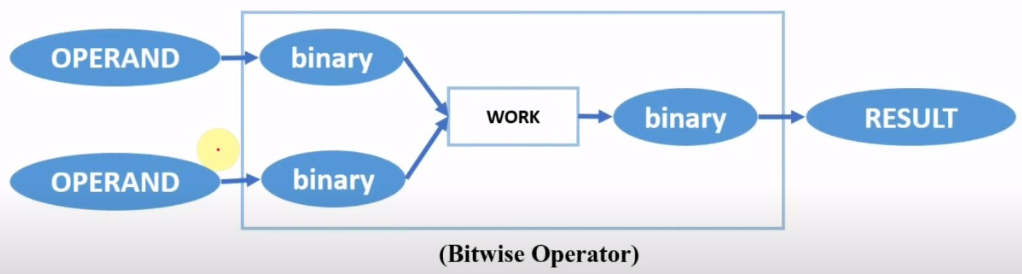 OPERAND
binary
WORK
binary
RESULT
OPERAND
binary
(Bitwise Operator)